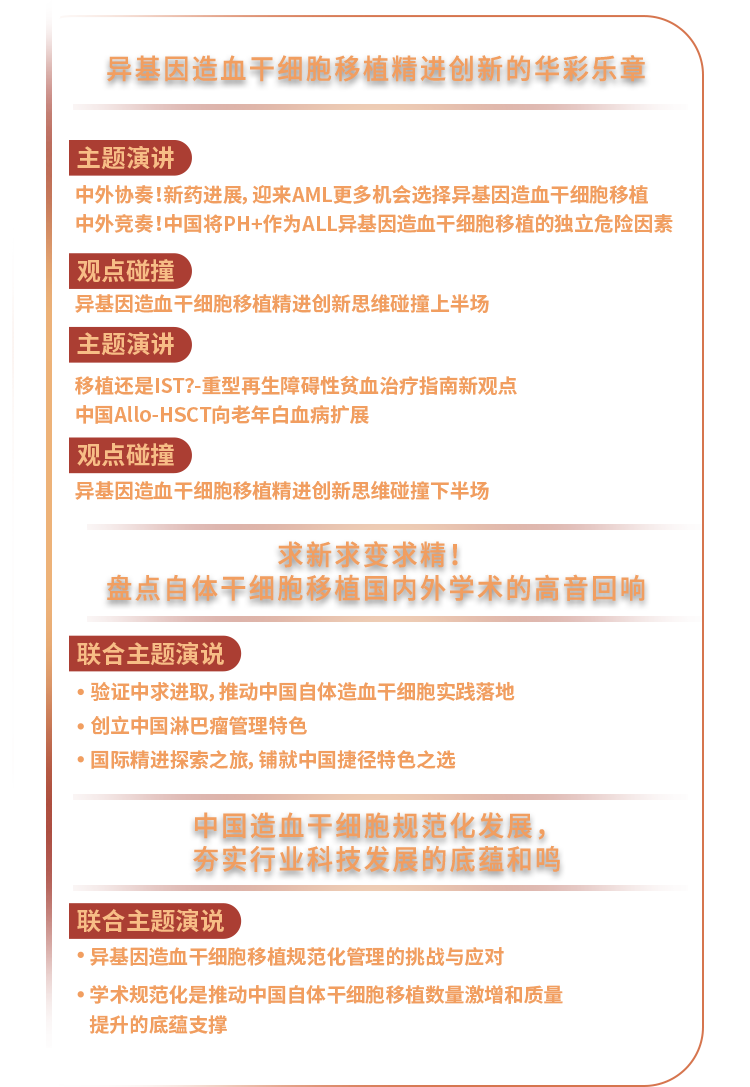 异基因造血干细胞移植精进创新的华彩乐章
主题演讲
中外协奏！新药进展，迎来AML更多机会选择异基因造血干细胞移植
中外竞奏！中国将PH+作为ALL异基因造血干细胞移植的独立危险因素
观点碰撞
异基因造血干细胞移植精进创新思维碰撞上半场
主题演讲
移植还是IST?-重型再生障碍性贫血治疗指南新观点
中国Allo-HSCT向老年白血病扩展
观点碰撞
异基因造血干细胞移植精进创新思维碰撞下半场
求新求变求精！
盘点自体干细胞移植国内外学术的高音回响
联合主题演说
• 验证中求进取，推动中国自体造血干细胞实践落地
• 创立中国淋巴瘤管理特色
• 国际精进探索之旅，铺就中国捷径特色之选
中国造血干细胞规范化发展，
夯实行业科技发展的底蕴和鸣
联合主题演说
• 异基因造血干细胞移植规范化管理的挑战与应对
• 学术规范化是推动中国自体干细胞移植数量激增和质量
提升的底蕴支撑